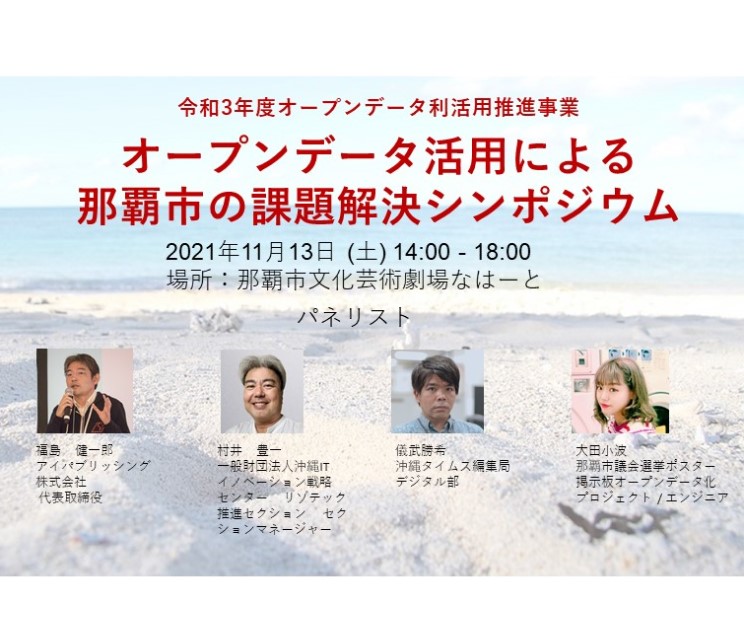 令和3年度オープンデータ利活用推進事業
オープンデータ活用による
那覇市の課題解決シンポジウム
2021年11月13日 (土) 14:00 - 18:00
場所：那覇市文化芸術劇場なはーと
パネリスト
福島　健一郎
アイパブリッシング
株式会社
代表取締役
村井　豊一
一般財団法人沖縄IT
イノベーション戦略
センター　リゾテック
推進セクション　セク
ションマネージャー
儀武勝希
沖縄タイムス編集局
デジタル部
大田小波
那覇市議会選挙ポスター
掲示板オープンデータ化
プロジェクト / エンジニア